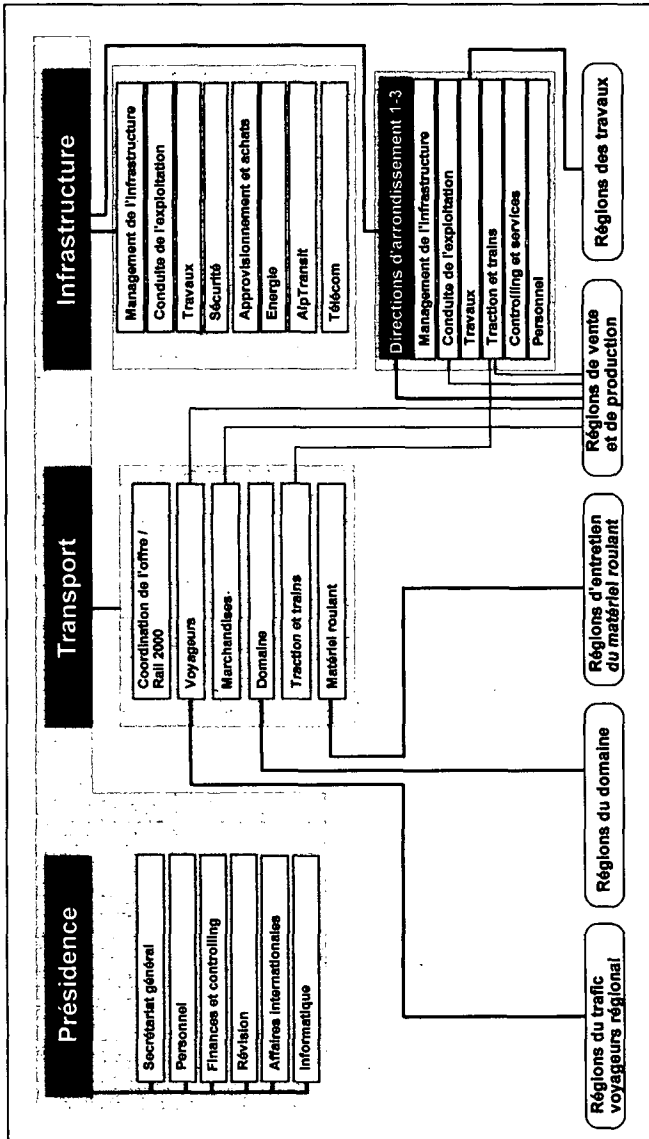 Présidence
Secrétariat général
Personnel
Finances et controlling
Révision
Affaires internationales
Informatique
Transport
Coordination de l'offre /
Rail 2000
Voyageurs
Marchandises
Domaine
Traction et trains
Matériel roulant
Infrastructure
Management de l'infrastructure
Conduite de l'exploitation
Travaux
Sécurité
Approvisionnement et achats
Energie
AlpTransit
Télécom
Directions d'arrondissement 1-3
Management de l'infrastructure
Conduite de l'exploitation
Travaux
Traction et trains
Controlling et services
Personnel
Régions du trafic
voyageurs régional
Régions du domaine
Régions d'entretien
du matériel roulant
Régions de vente
et de production
Régions des travaux